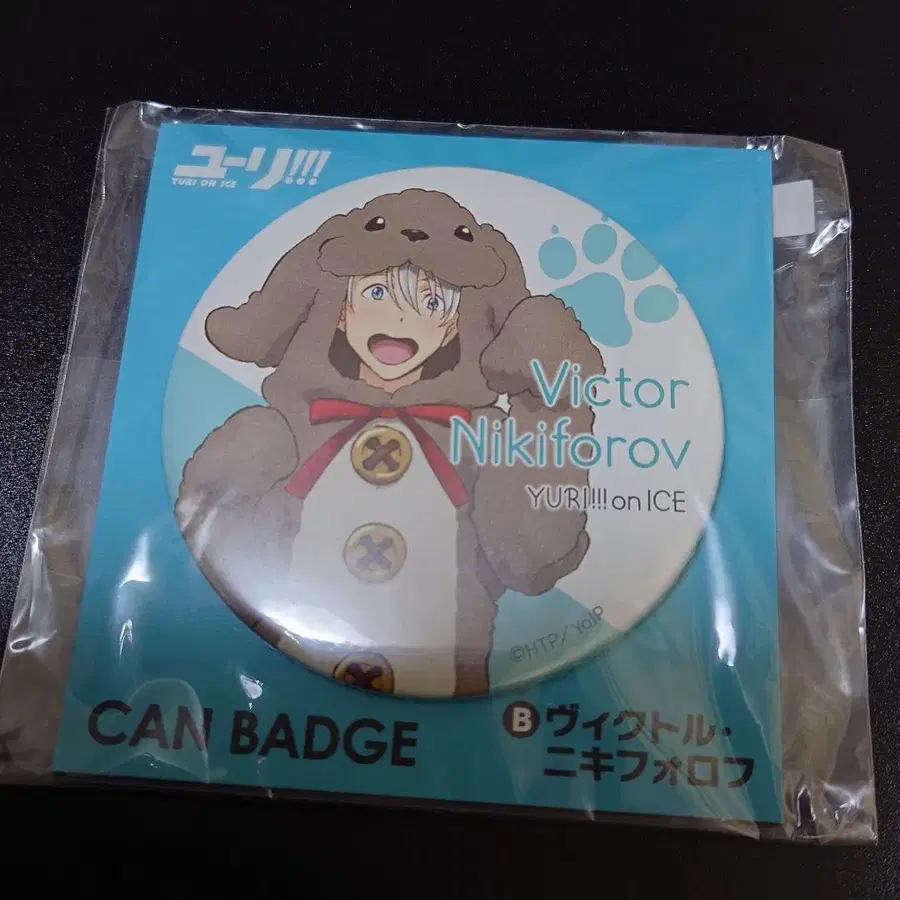 ユーリ!!!
YURI ON ICE
Victor
Nikiforov
YURI!!! on ICE
©HTP/YoIP
CAN BADGE
B ヴィクトル・
ニキフォロフ